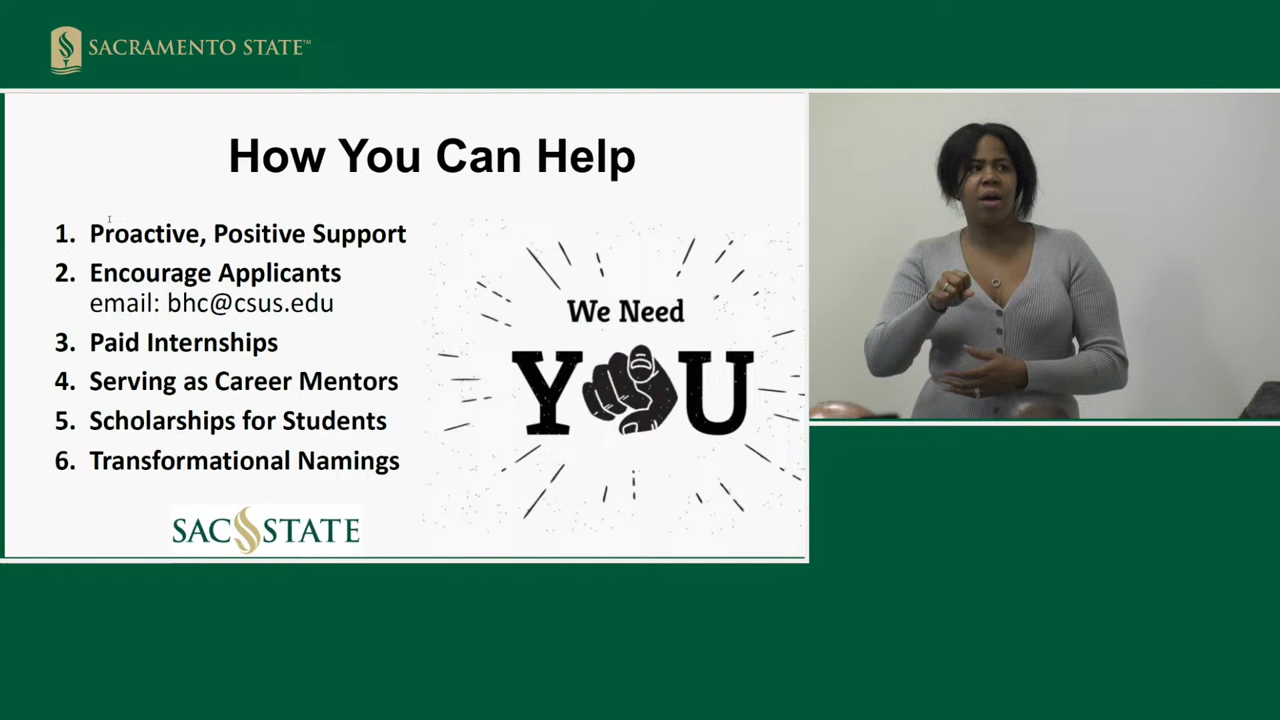 SACRAMENTO STATE™
How You Can Help
1. Proactive, Positive Support
2. Encourage Applicants
email: bhc@csus.edu
3. Paid Internships
4. Serving as Career Mentors
5. Scholarships for Students
6. Transformational Namings
We Need
YOU
SAC STATE